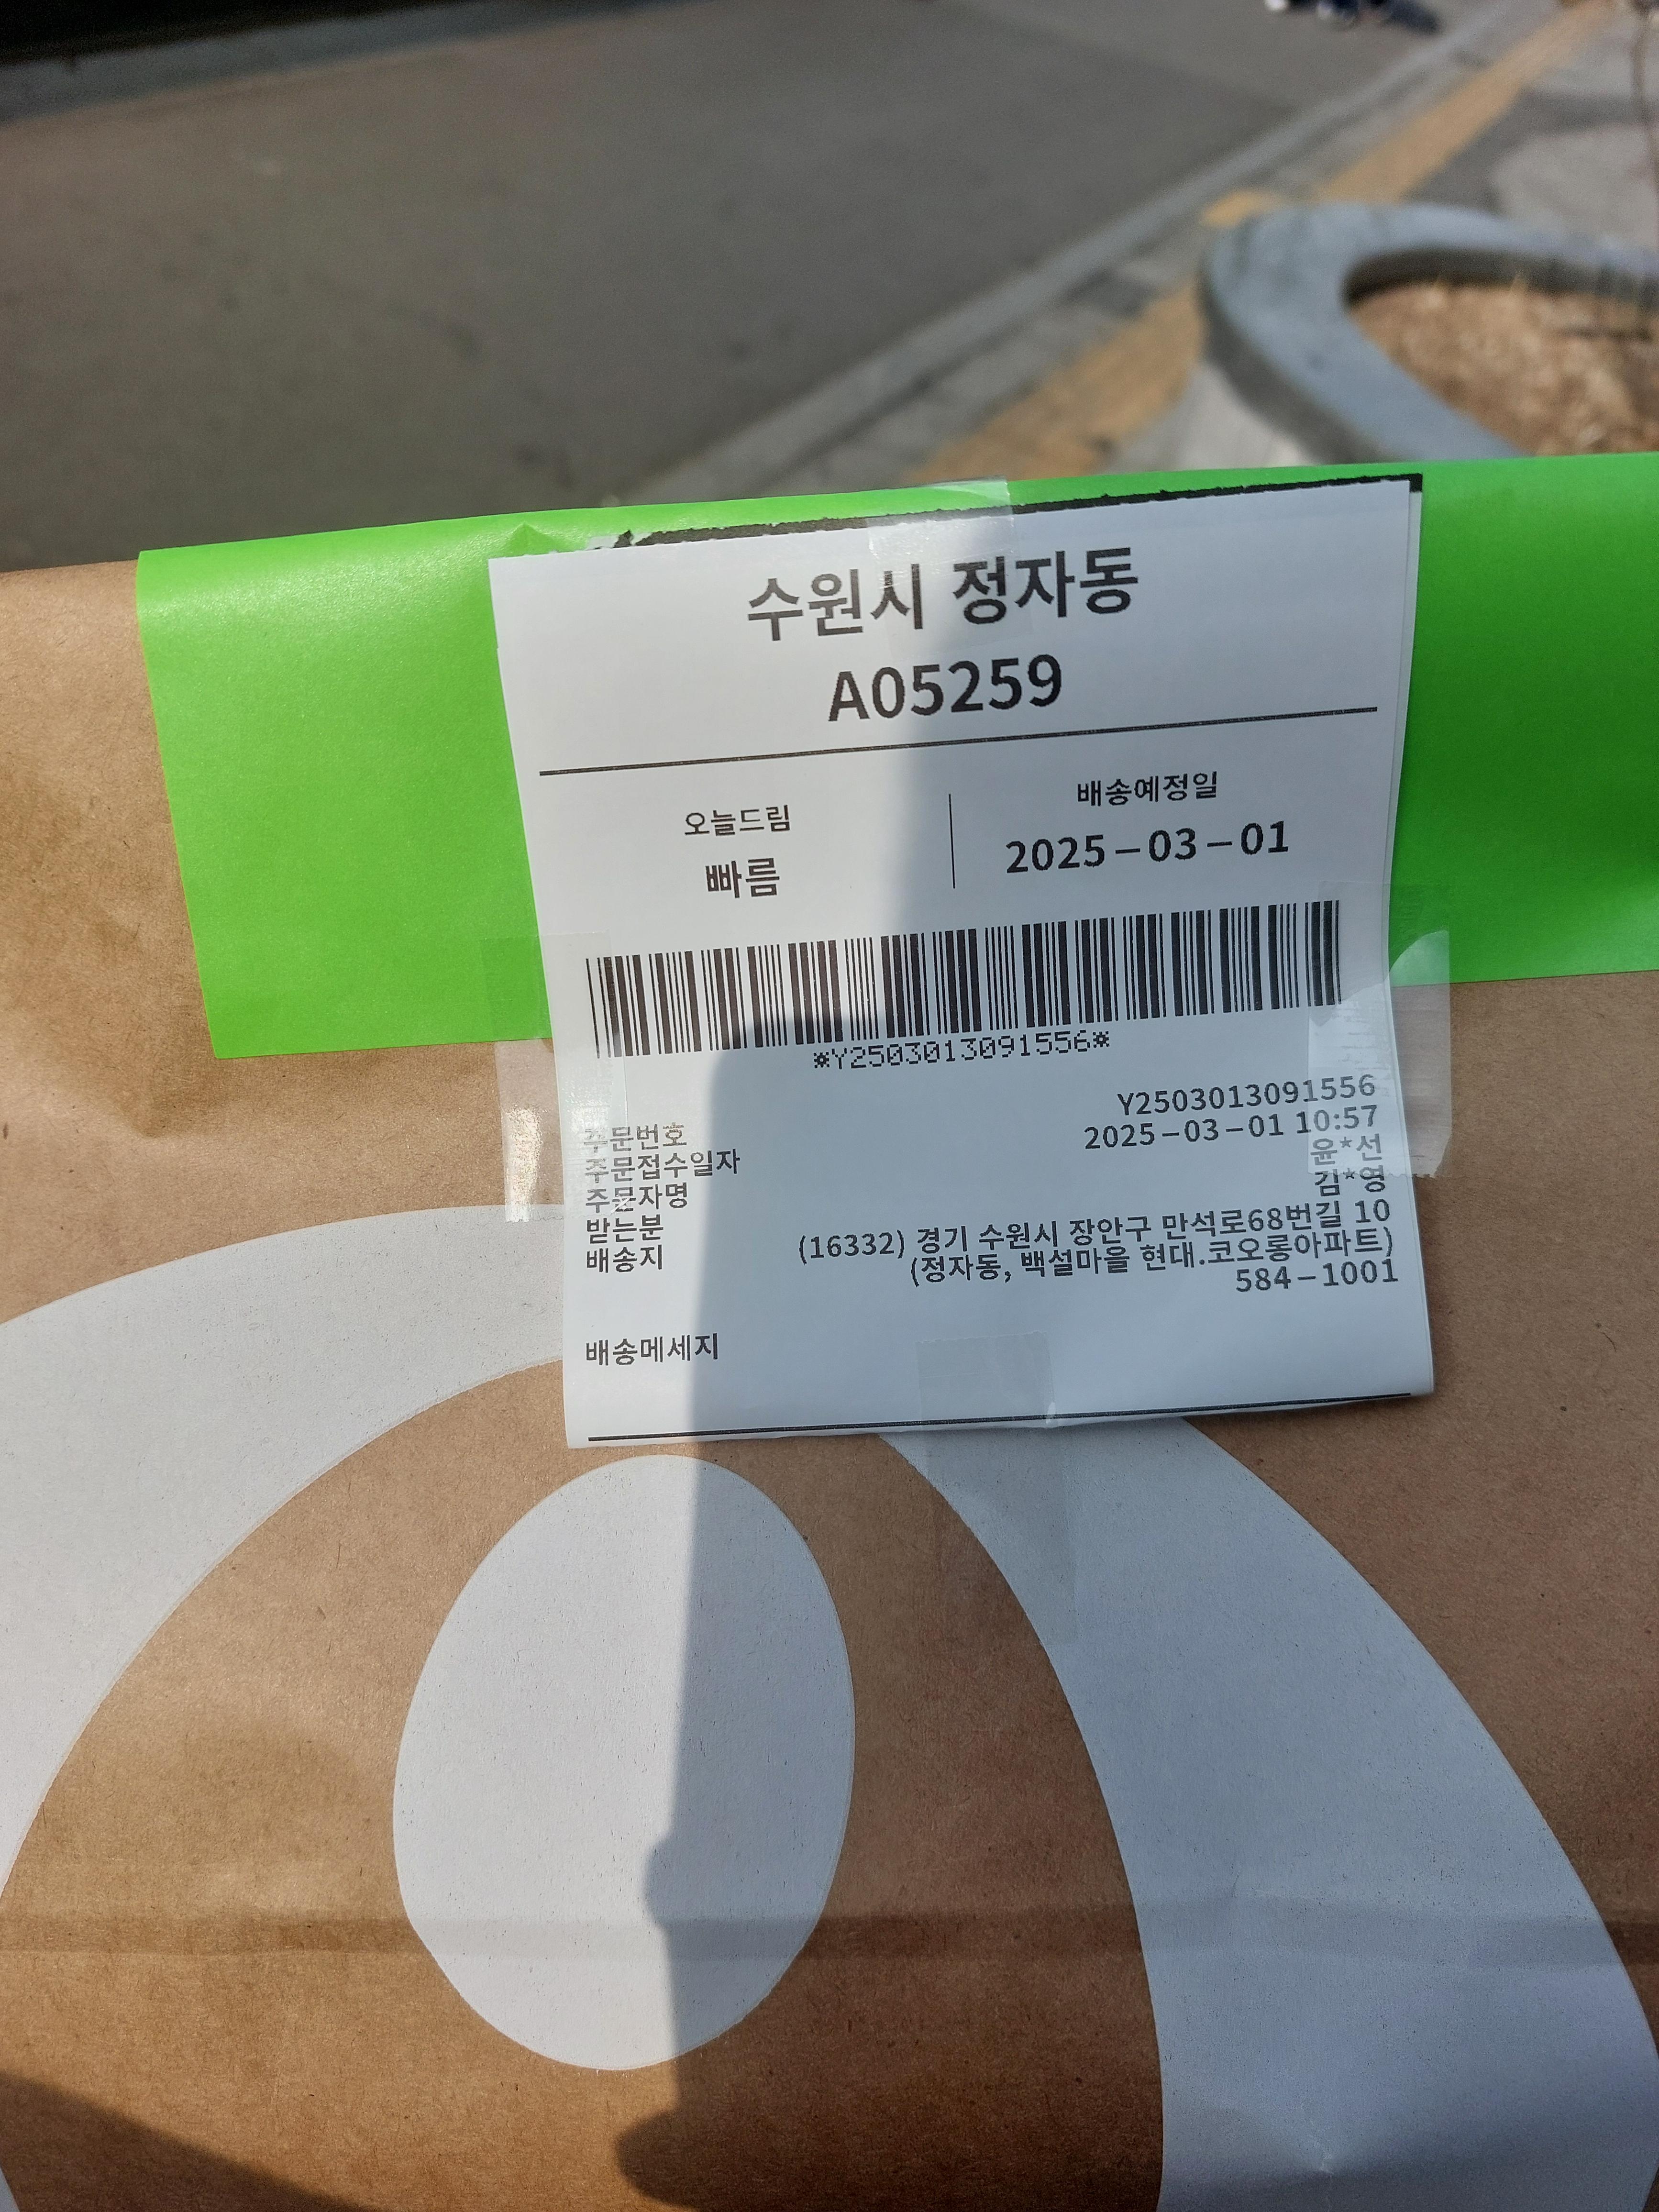 수원시 정자동
A05259
오늘드림
빠름
배송예정일
2025-03-01
*Y2503013091556*
주문번호 Y2503013091556
주문접수일자 2025-03-01 10:57
주문자명 윤*선
받는분 김*영
배송지 (16332) 경기 수원시 장안구 만석로68번길 10
(정자동, 백설마을 현대.코오롱아파트)
584-1001
배송메세지